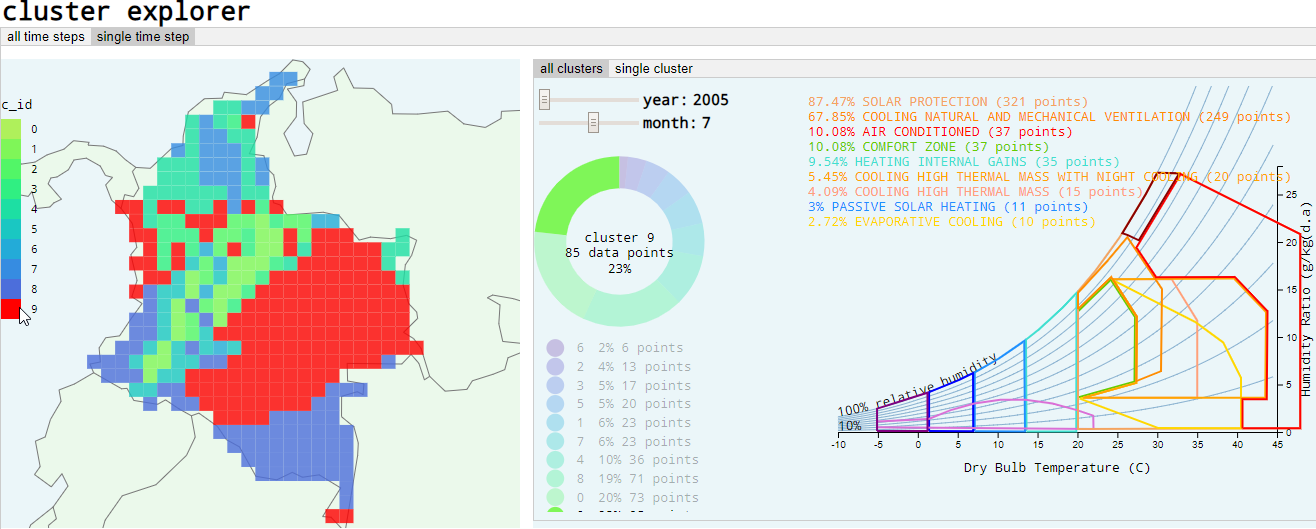 cluster explorer
all time steps single time step
c_id
0
1
2
3
4
5
6
7
8
9
all clusters single cluster
year: 2005
month: 7
cluster 9
85 data points
23%
6 2% 6 points
2 4% 13 points
3 5% 17 points
5 5% 20 points
1 6% 23 points
7 6% 23 points
4 10% 36 points
8 19% 71 points
0 20% 73 points
87.47% SOLAR PROTECTION (321 points)
67.85% COOLING NATURAL AND MECHANICAL VENTILATION (249 points)
10.08% AIR CONDITIONED (37 points)
10.08% COMFORT ZONE (37 points)
9.54% HEATING INTERNAL GAINS (35 points)
5.45% COOLING HIGH THERMAL MASS WITH NIGHT COOLING (20 points)
4.09% COOLING HIGH THERMAL MASS (15 points)
3% PASSIVE SOLAR HEATING (11 points)
2.72% EVAPORATIVE COOLING (10 points)
100% relative humidity
10%
25
20
15
10
5
0
Humidity Ratio (g/kg(d.a)
-10 -5 0 5 10 15 20 25 30 35 40 45
Dry Bulb Temperature (C)